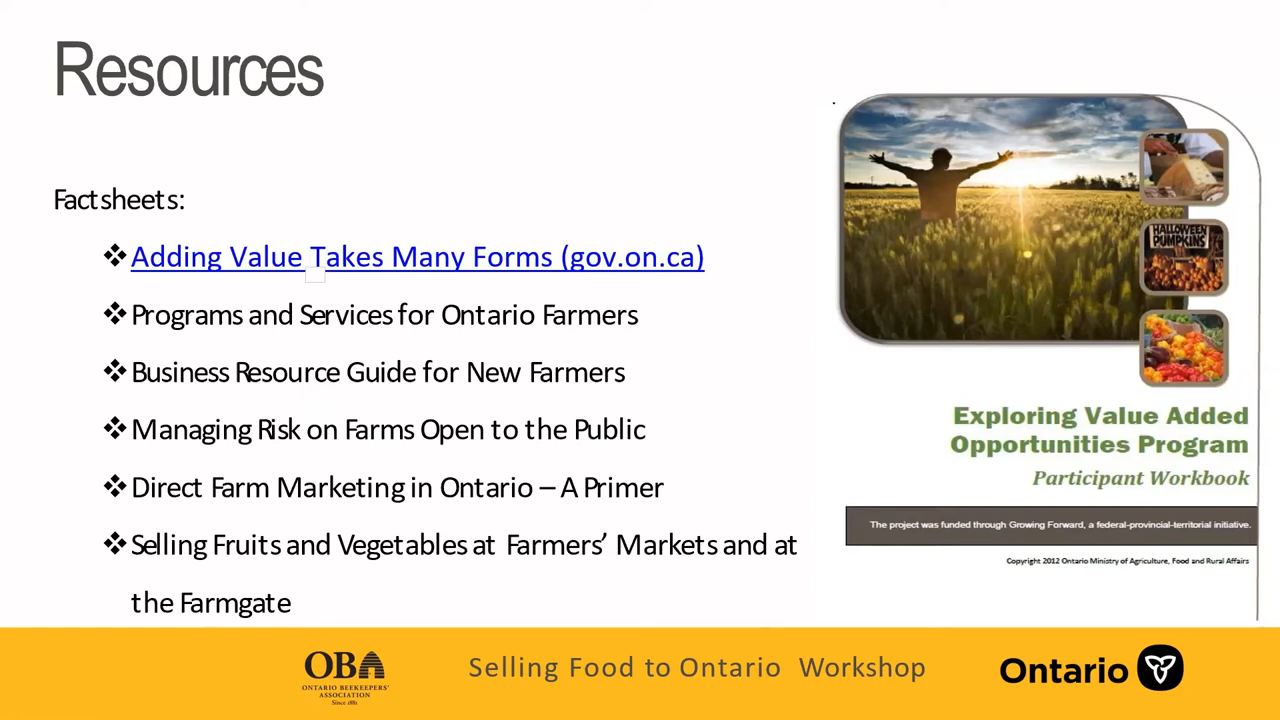 Resources
Factsheets:
❖Adding Value Takes Many Forms (gov.on.ca)
❖Programs and Services for Ontario Farmers
❖Business Resource Guide for New Farmers
❖Managing Risk on Farms Open to the Public
❖Direct Farm Marketing in Ontario – A Primer
❖Selling Fruits and Vegetables at Farmers’ Markets and at
the Farmgate
HALLOWEEN
PUMPKINS
Exploring Value Added
Opportunities Program
Participant Workbook
The project was funded through Growing Forward, a federal-provincial-territorial initiative.
Copyright 2012 Ontario Ministry of Agriculture, Food and Rural Affairs
OBA
ONTARIO BEEKEEPERS'
ASSOCIATION
Since 1881
Selling Food to Ontario Workshop
Ontario